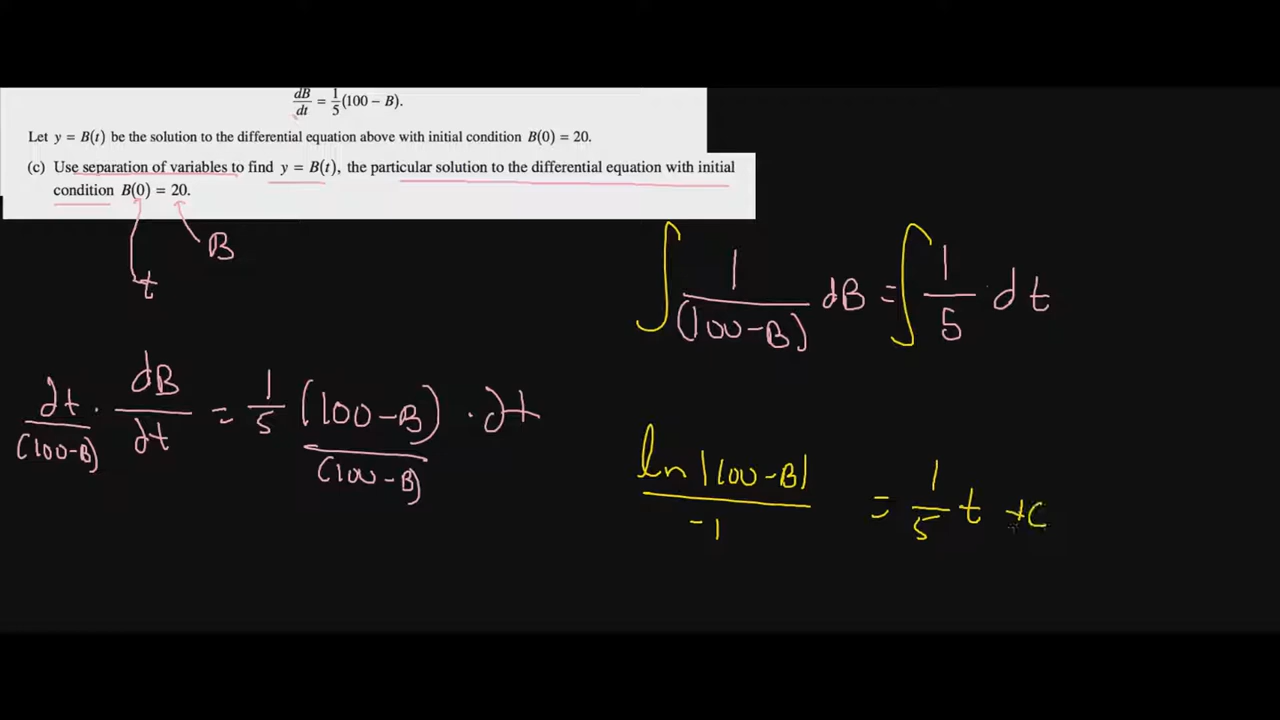 dB/dt = 1/5 (100 − B).
Let y = B(t) be the solution to the differential equation above with initial condition B(0) = 20.
(c) Use separation of variables to find y = B(t), the particular solution to the differential equation with initial
condition B(0) = 20.
B
t
∫ 1/(100-B) dB = ∫ 1/5 · dt
dt/(100-B) · dB/dt = 1/5 (100-B)/(100-B) · dt
ln|100-B|/-1 = 1/5 t +C